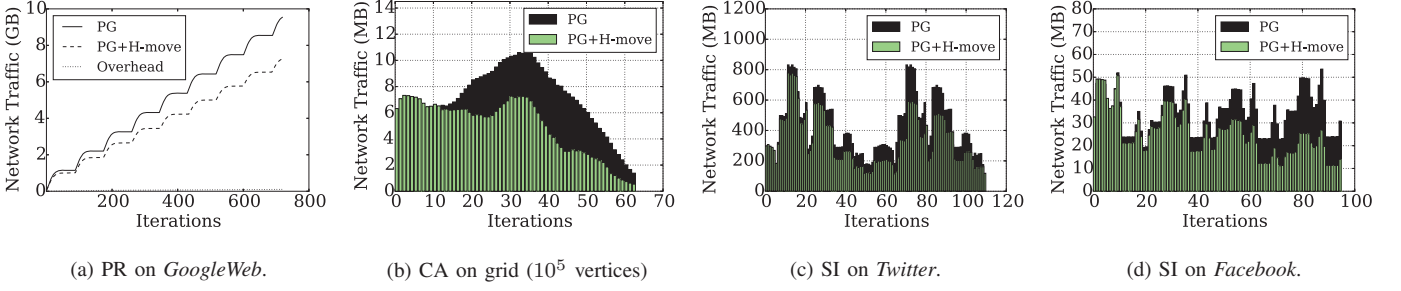 Network Traffic (GB)
10
8
6
4
2
0
PG
PG+H-move
Overhead
200 400 600 800
Iterations
(a) PR on GoogleWeb.
Network Traffic (MB)
14
12
10
8
6
4
2
0
PG
PG+H-move
0 10 20 30 40 50 60 70
Iterations
(b) CA on grid (10⁵ vertices)
Network Traffic (MB)
1200
1000
800
600
400
200
PG
PG+H-move
0 20 40 60 80 100 120
Iterations
(c) SI on Twitter.
Network Traffic (MB)
80
70
60
50
40
30
20
10
0
PG
PG+H-move
0 20 40 60 80 100
Iterations
(d) SI on Facebook.